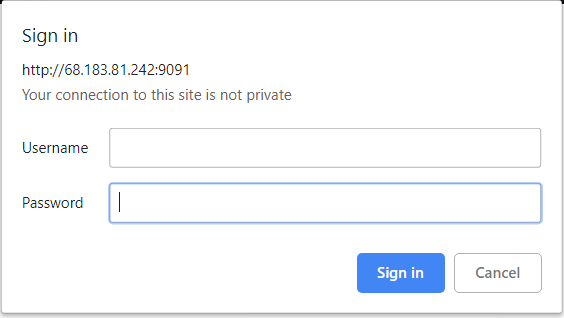 Sign in
http://68.183.81.242:9091
Your connection to this site is not private
Username
Password
Sign in Cancel